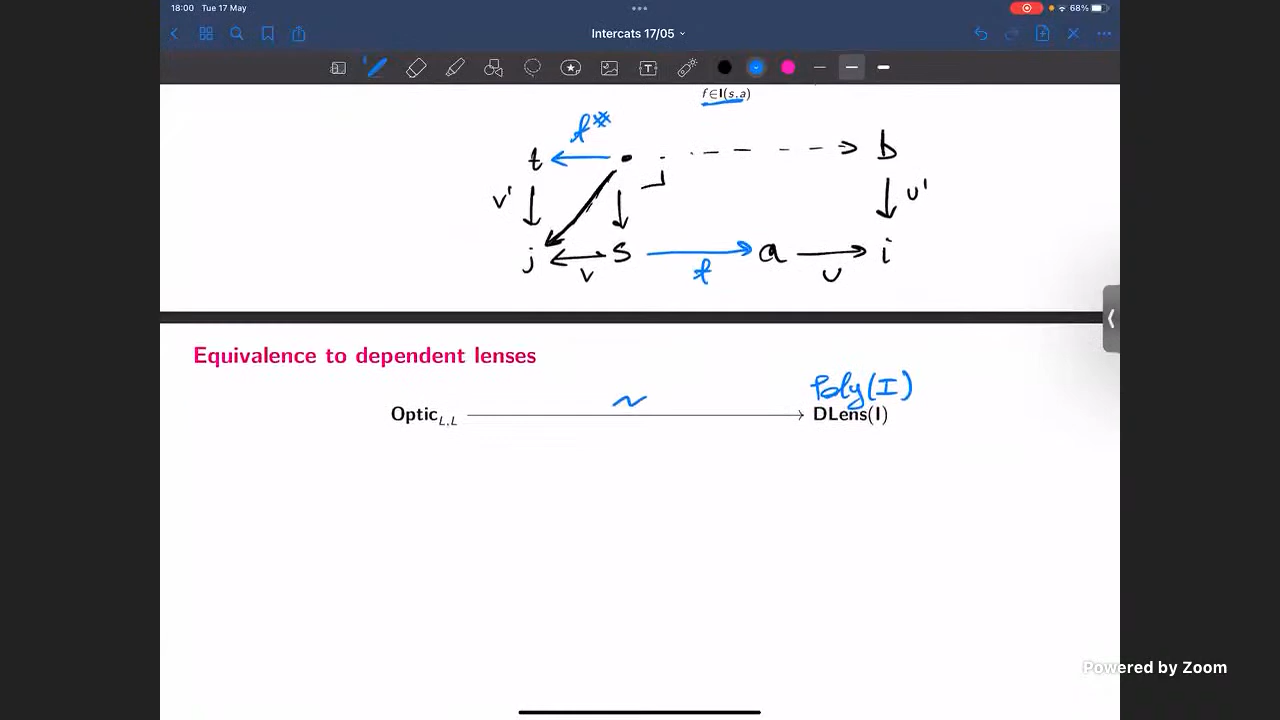 18:00 Tue 17 May
68%
Intercats 17/05
f∈I(s,a)
f**
t b
v' u'
j s a i
v f u
Equivalence to dependent lenses
Poly(I)
~
Optic_{L,L} DLens(I)
Powered by Zoom